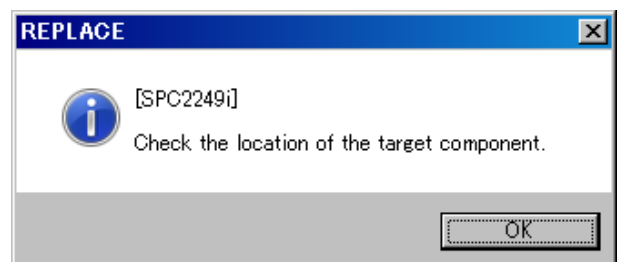 REPLACE
[SPC2249i]
Check the location of the target component.
OK